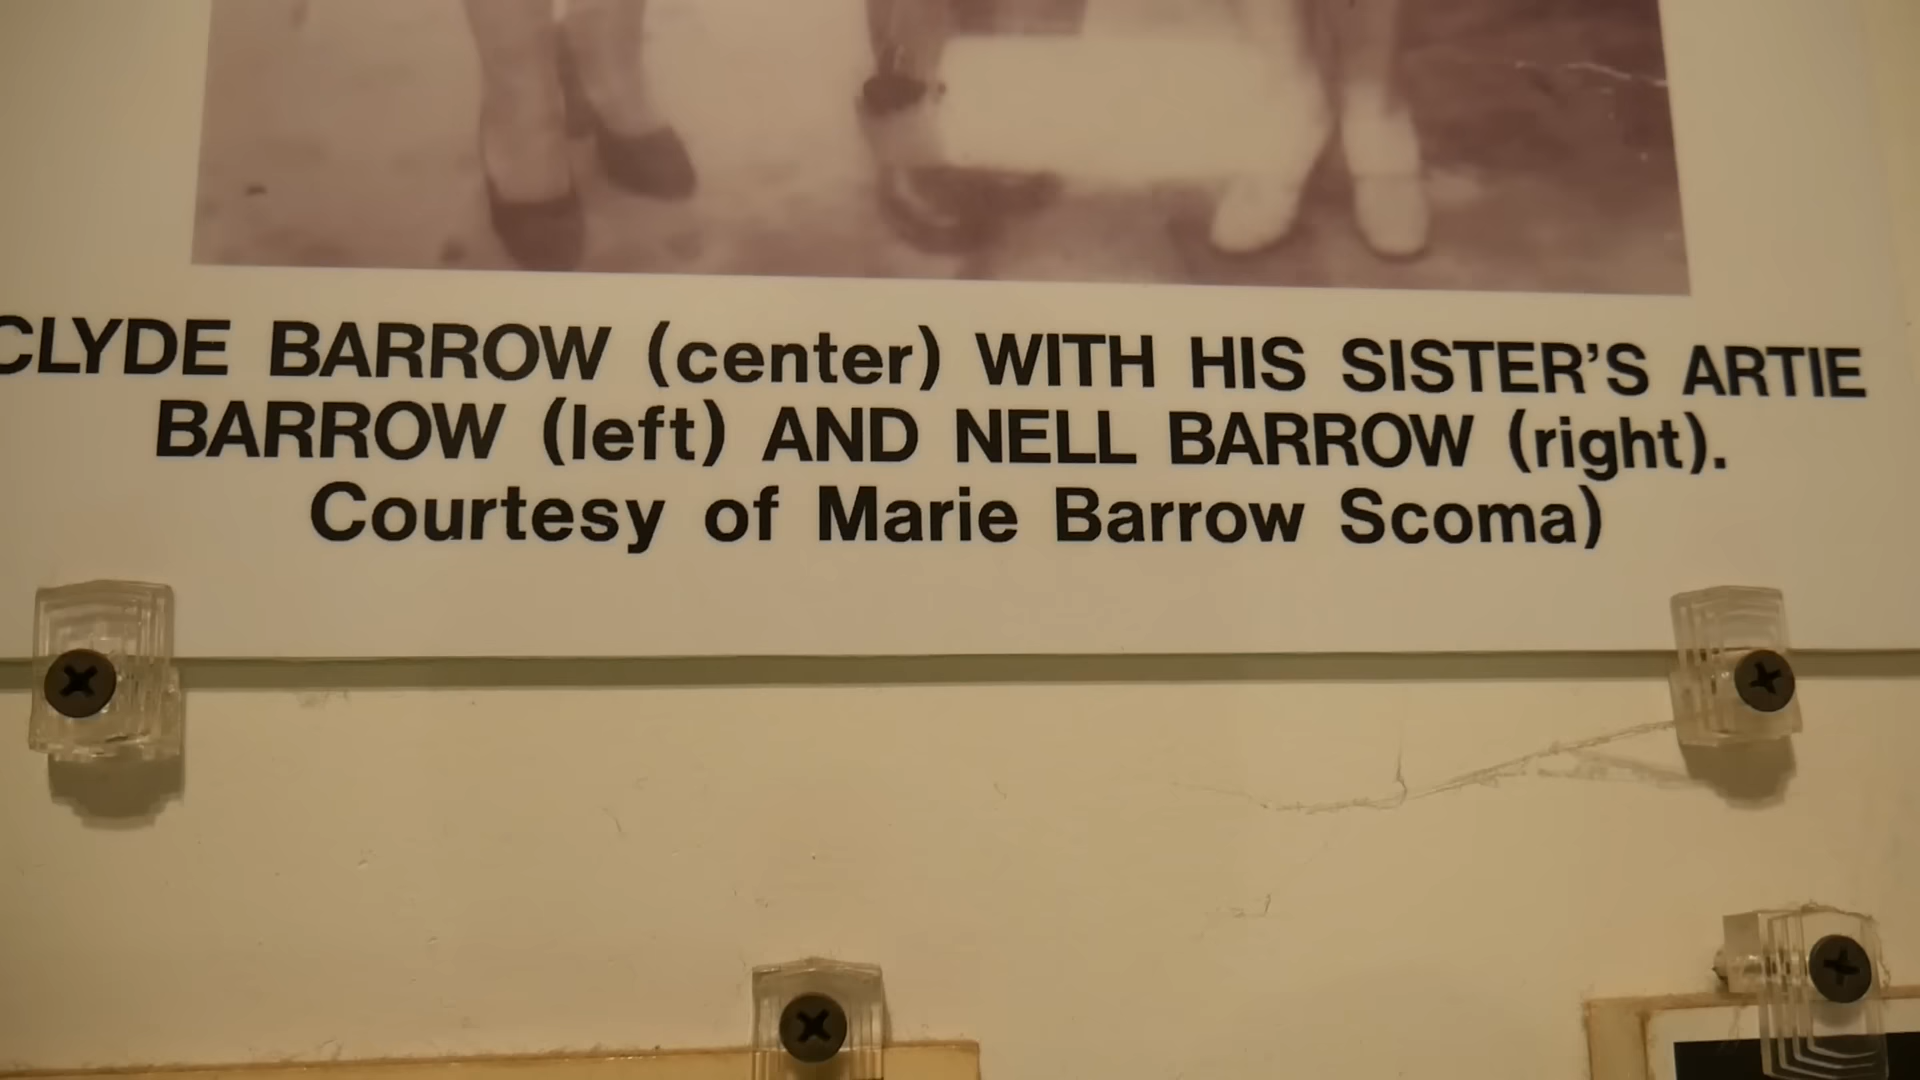 CLYDE BARROW (center) WITH HIS SISTER'S ARTIE
BARROW (left) AND NELL BARROW (right).
Courtesy of Marie Barrow Scoma)